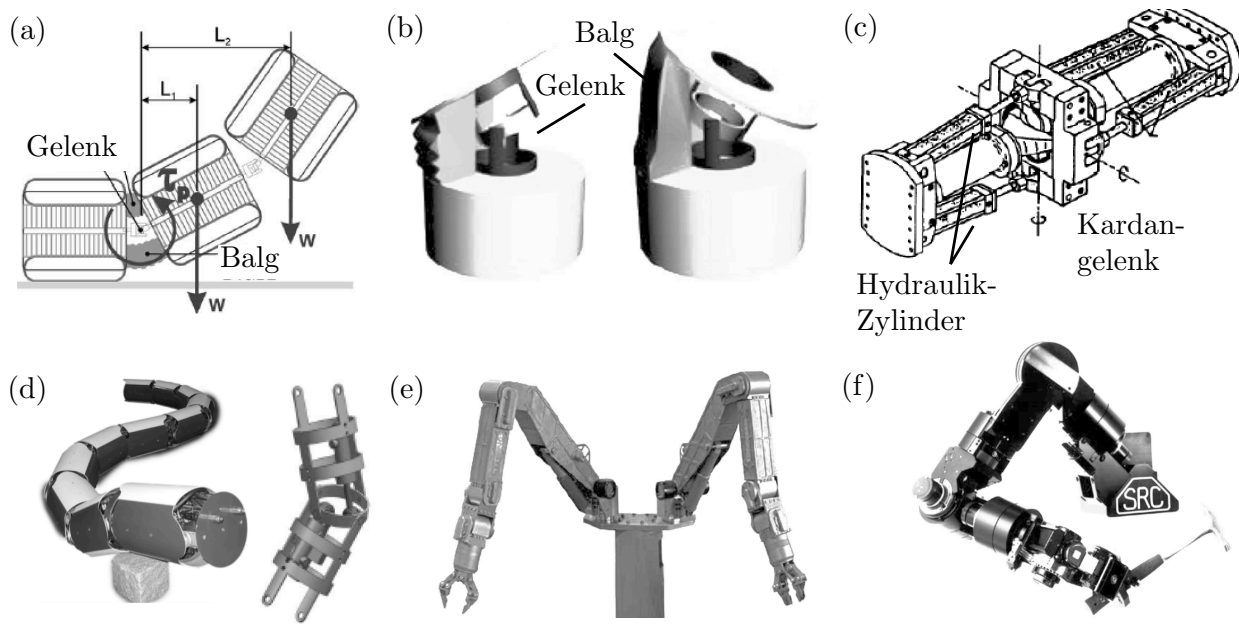 (a)
L₂
L₁
Gelenk
τₚ
Balg
W
W
(b)
Balg
Gelenk
(c)
Kardan-
gelenk
Hydraulik-
Zylinder
(d)
(e)
(f)
SRC